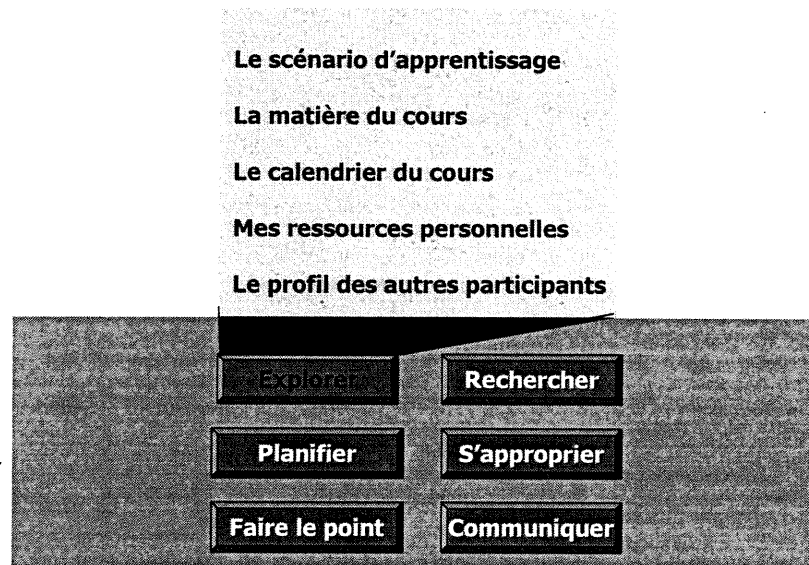 Le scénario d'apprentissage
La matière du cours
Le calendrier du cours
Mes ressources personnelles
Le profil des autres participants
Explorer
Rechercher
Planifier
S'approprier
Faire le point
Communiquer